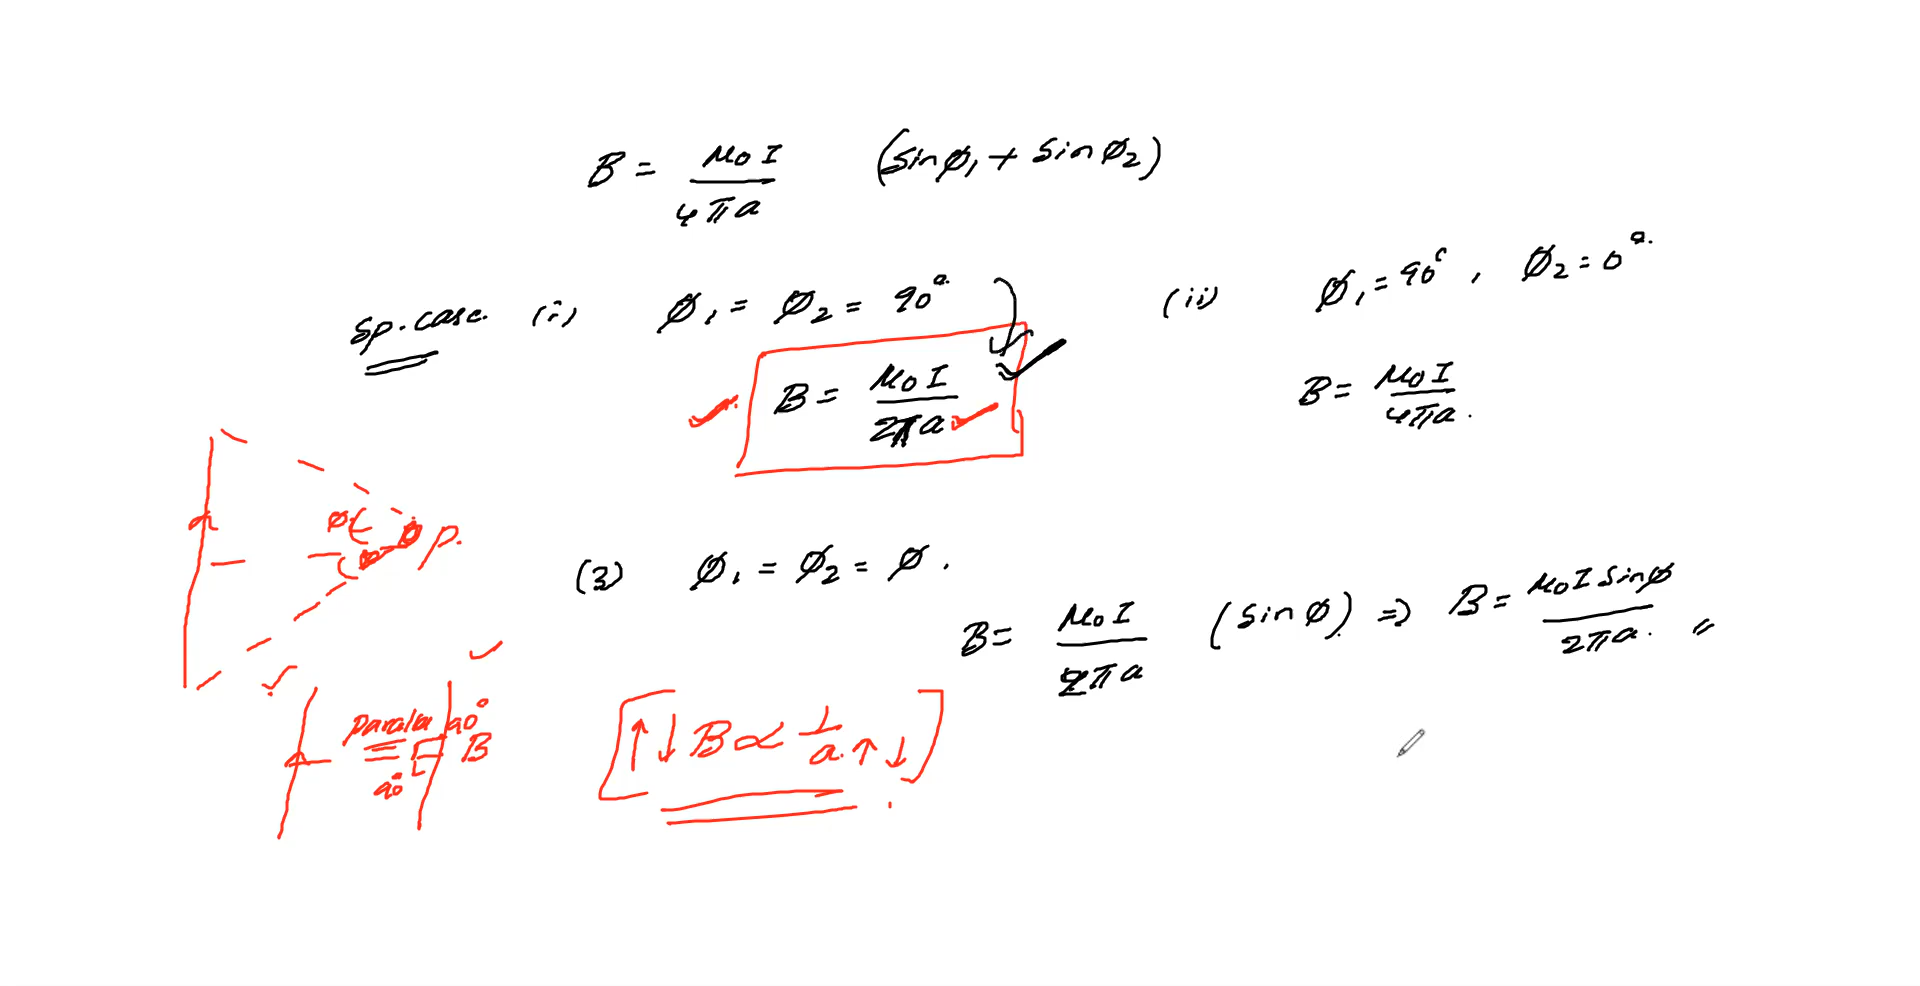 B = μ₀I / 4πa (sinφ₁ + sinφ₂)
Sp. case. (i) φ₁ = φ₂ = 90°
B = μ₀I / 2πa
(ii) φ₁ = 90°, φ₂ = 0°
B = μ₀I / 4πa.
φ P.
(3) φ₁ = φ₂ = φ.
B = μ₀I / 2πa (sinφ) ⇒ B = μ₀I sinφ / 2πa.
90°
B
90°
[↑↓ B ∝ 1/a ↑↓]